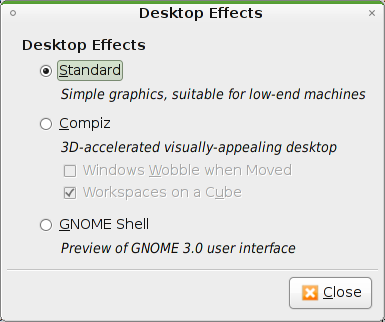 Desktop Effects
Desktop Effects
Standard
Simple graphics, suitable for low-end machines
Compiz
3D-accelerated visually-appealing desktop
Windows Wobble when Moved
Workspaces on a Cube
GNOME Shell
Preview of GNOME 3.0 user interface
Close